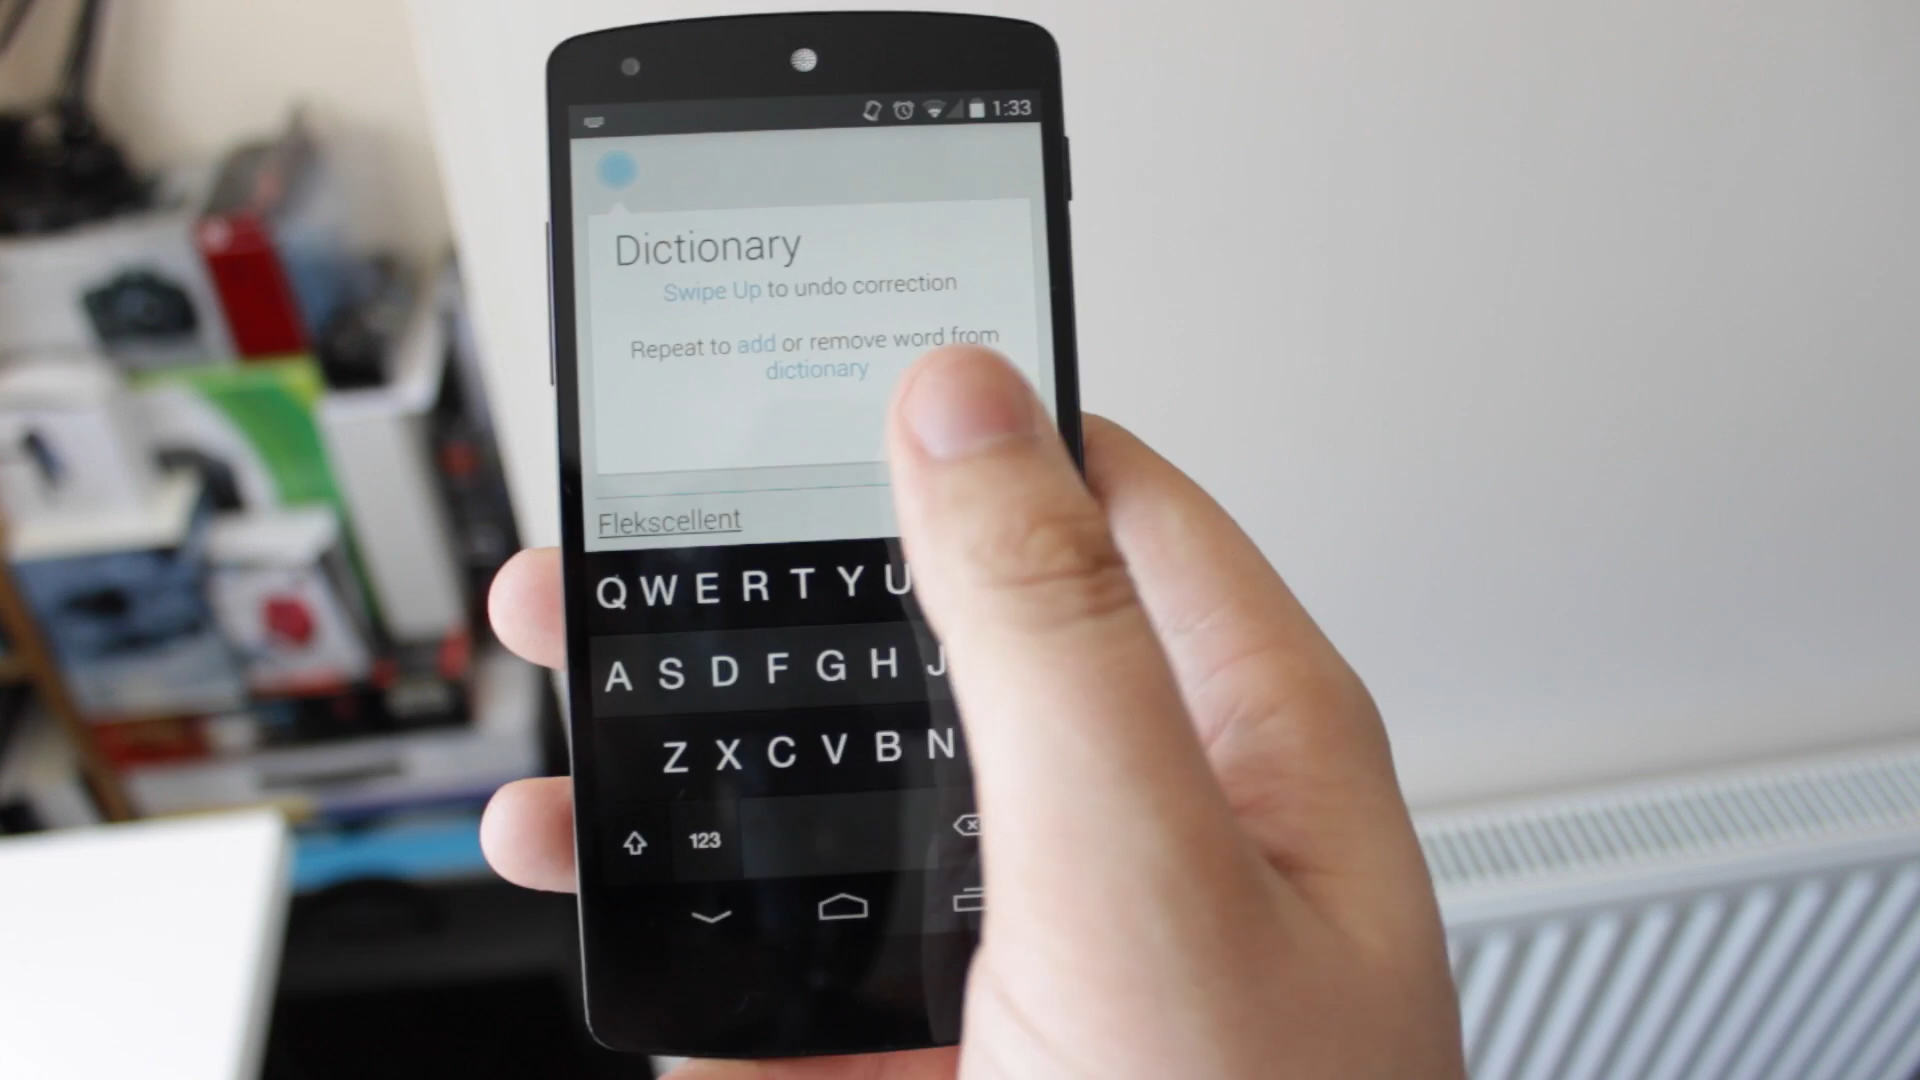 1:33
Dictionary
Swipe Up to undo correction
Repeat to add or remove word from
dictionary
Flekscellent
Q W E R T Y U
A S D F G H J
Z X C V B N
123